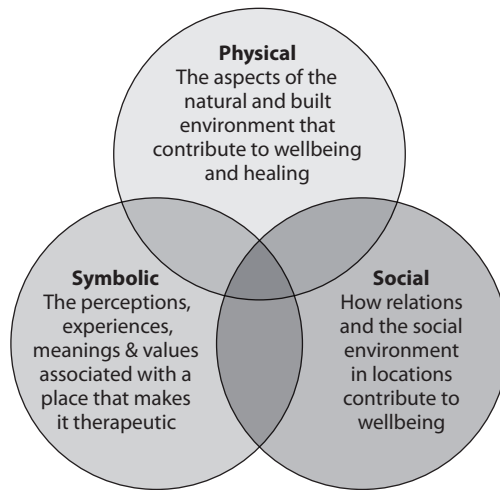 Physical
The aspects of the
natural and built
environment that
contribute to wellbeing
and healing
Symbolic
The perceptions,
experiences,
meanings & values
associated with a
place that makes
it therapeutic
Social
How relations
and the social
environment
in locations
contribute to
wellbeing